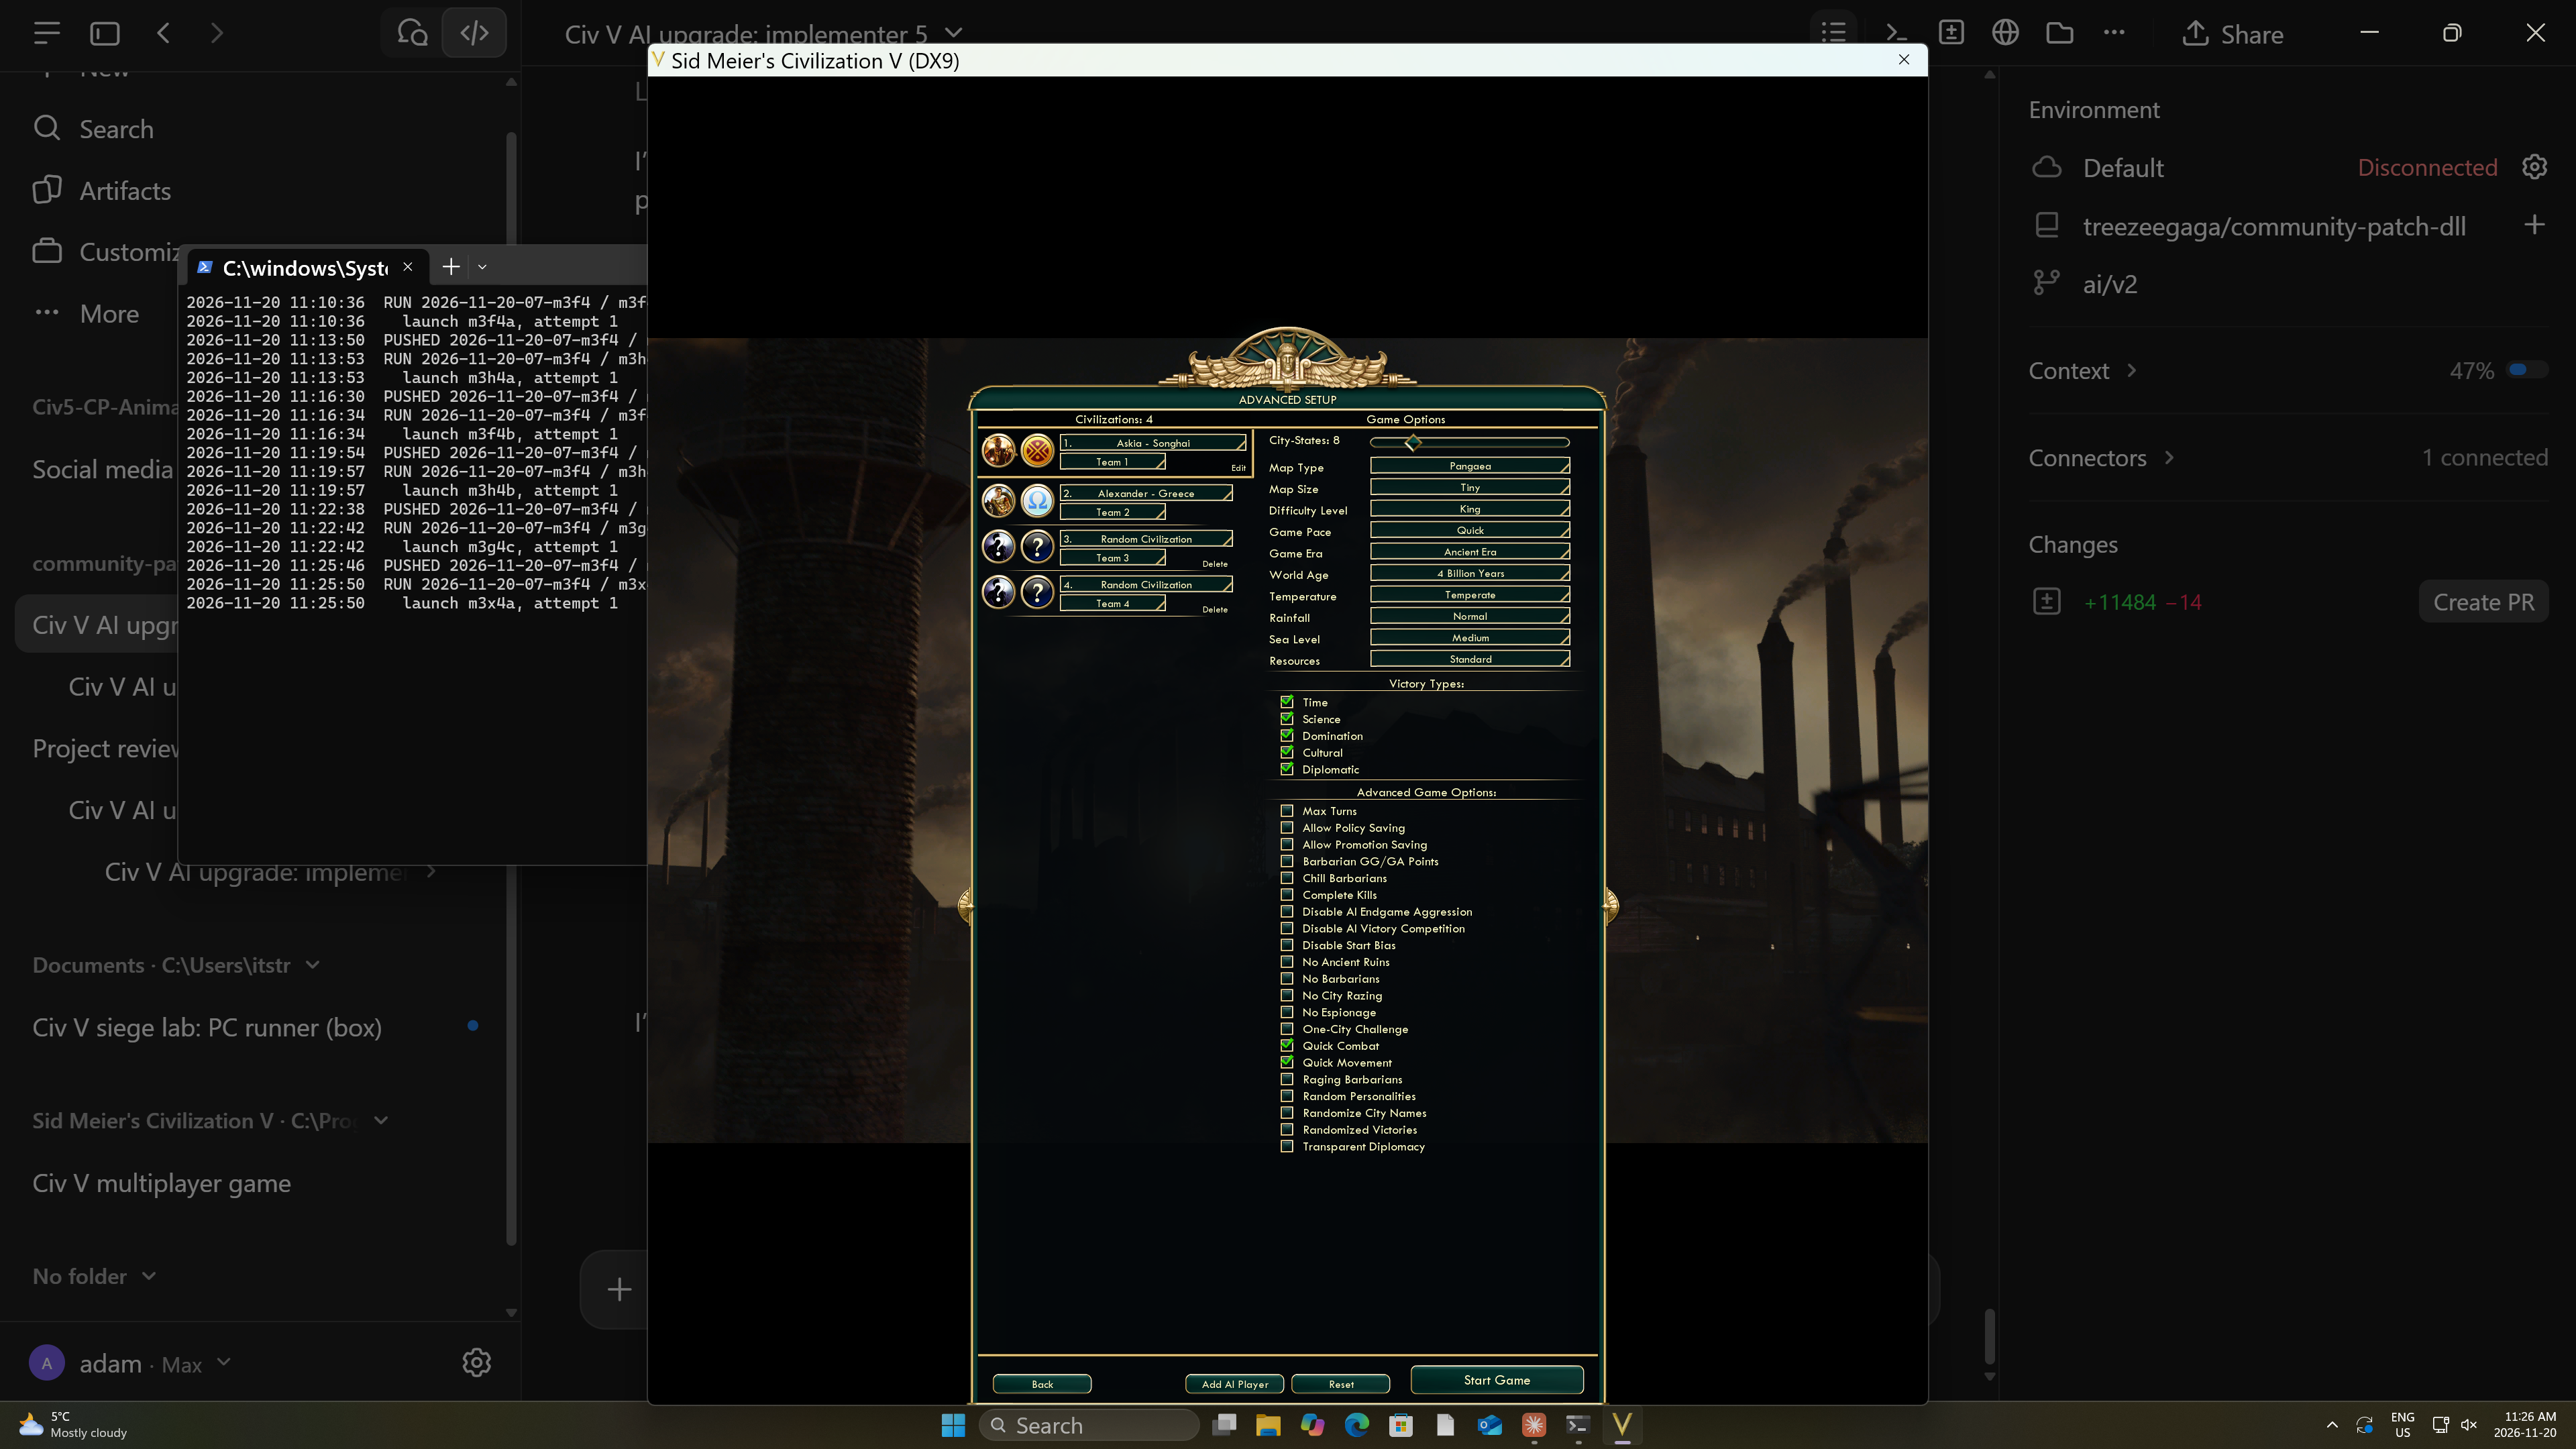 New
Search
Artifacts
Customiz
More
Civ5-CP-Anima
Social media
community-pa
Civ V AI upgr
Civ V AI u
Project review
Civ V AI u
Civ V AI upgrade: impleme
Documents · C:\Users\itstr
Civ V siege lab: PC runner (box)
Sid Meier's Civilization V · C:\Pro
Civ V multiplayer game
No folder
A
adam · Max
Civ V AI upgrade: implementer 5
Share
C:\windows\Syst
2026-11-20 11:10:36 RUN 2026-11-20-07-m3f4 / m3f
2026-11-20 11:10:36 launch m3f4a, attempt 1
2026-11-20 11:13:50 PUSHED 2026-11-20-07-m3f4 /
2026-11-20 11:13:53 RUN 2026-11-20-07-m3f4 / m3h
2026-11-20 11:13:53 launch m3h4a, attempt 1
2026-11-20 11:16:30 PUSHED 2026-11-20-07-m3f4 /
2026-11-20 11:16:34 RUN 2026-11-20-07-m3f4 / m3f
2026-11-20 11:16:34 launch m3f4b, attempt 1
2026-11-20 11:19:54 PUSHED 2026-11-20-07-m3f4 /
2026-11-20 11:19:57 RUN 2026-11-20-07-m3f4 / m3h
2026-11-20 11:19:57 launch m3h4b, attempt 1
2026-11-20 11:22:38 PUSHED 2026-11-20-07-m3f4 /
2026-11-20 11:22:42 RUN 2026-11-20-07-m3f4 / m3g
2026-11-20 11:22:42 launch m3g4c, attempt 1
2026-11-20 11:25:46 PUSHED 2026-11-20-07-m3f4 /
2026-11-20 11:25:50 RUN 2026-11-20-07-m3f4 / m3x
2026-11-20 11:25:50 launch m3x4a, attempt 1
Sid Meier's Civilization V (DX9)
ADVANCED SETUP
Civilizations: 4
1. Askia - Songhai
Team 1
Edit
2. Alexander - Greece
Team 2
3. Random Civilization
Team 3
Delete
4. Random Civilization
Team 4
Delete
Game Options
City-States: 8
Map Type Pangaea
Map Size Tiny
Difficulty Level King
Game Pace Quick
Game Era Ancient Era
World Age 4 Billion Years
Temperature Temperate
Rainfall Normal
Sea Level Medium
Resources Standard
Victory Types:
Time
Science
Domination
Cultural
Diplomatic
Advanced Game Options:
Max Turns
Allow Policy Saving
Allow Promotion Saving
Barbarian GG/GA Points
Chill Barbarians
Complete Kills
Disable AI Endgame Aggression
Disable AI Victory Competition
Disable Start Bias
No Ancient Ruins
No Barbarians
No City Razing
No Espionage
One-City Challenge
Quick Combat
Quick Movement
Raging Barbarians
Random Personalities
Randomize City Names
Randomized Victories
Transparent Diplomacy
Back
Add AI Player
Reset
Start Game
Environment
Default Disconnected
treezeegaga/community-patch-dll
ai/v2
Context 47%
Connectors 1 connected
Changes
+11484 −14
Create PR
5°C
Mostly cloudy
Search
ENG
US
11:26 AM
2026-11-20